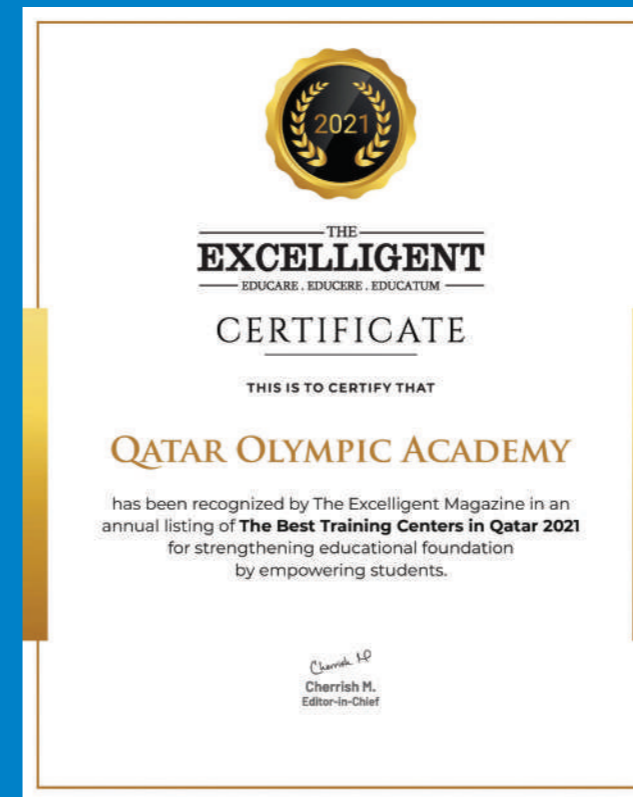 2021
THE
EXCELLIGENT
EDUCARE . EDUCERE . EDUCATUM
CERTIFICATE
THIS IS TO CERTIFY THAT
QATAR OLYMPIC ACADEMY
has been recognized by The Excelligent Magazine in an
annual listing of The Best Training Centers in Qatar 2021
for strengthening educational foundation
by empowering students.
Cherrish M
Cherrish M.
Editor-in-Chief